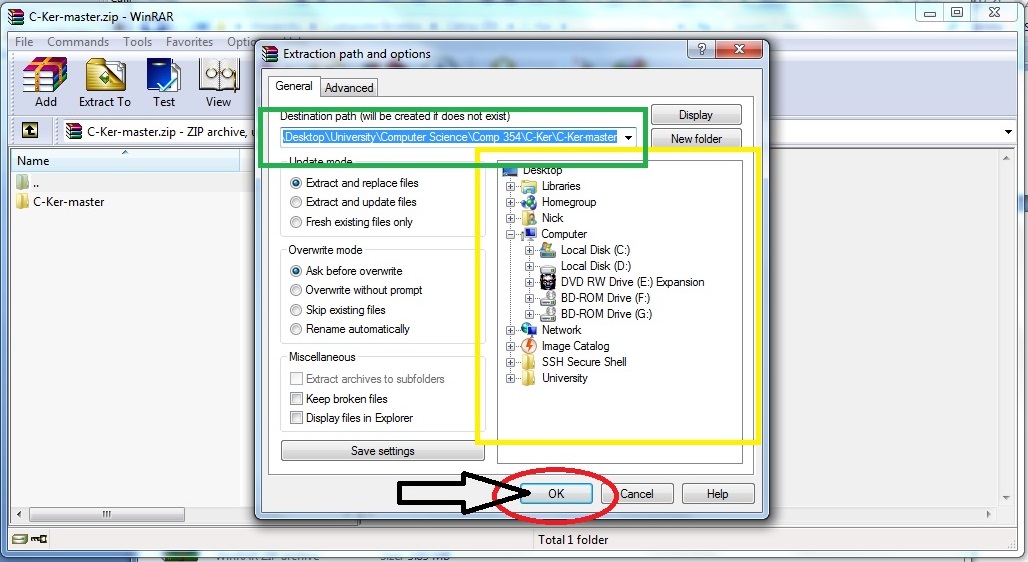 C-Ker-master.zip - WinRAR
File Commands Tools Favorites
Extraction path and options
Add Extract To Test View
General Advanced
Destination path (will be created if does not exist)
Display
C-Ker-master.zip - ZIP archive,
\Desktop\University\Computer Science\Comp 354\C-Ker\C-Ker-master
New folder
Name
Update mode
Extract and replace files
Extract and update files
Fresh existing files only
Overwrite mode
Ask before overwrite
Overwrite without prompt
Skip existing files
Rename automatically
Miscellaneous
Extract archives to subfolders
Keep broken files
Display files in Explorer
Save settings
Desktop
Libraries
Homegroup
Nick
Computer
Local Disk (C:)
Local Disk (D:)
DVD RW Drive (E:) Expansion
BD-ROM Drive (F:)
BD-ROM Drive (G:)
Network
Image Catalog
SSH Secure Shell
University
..
C-Ker-master
OK Cancel Help
Total 1 folder